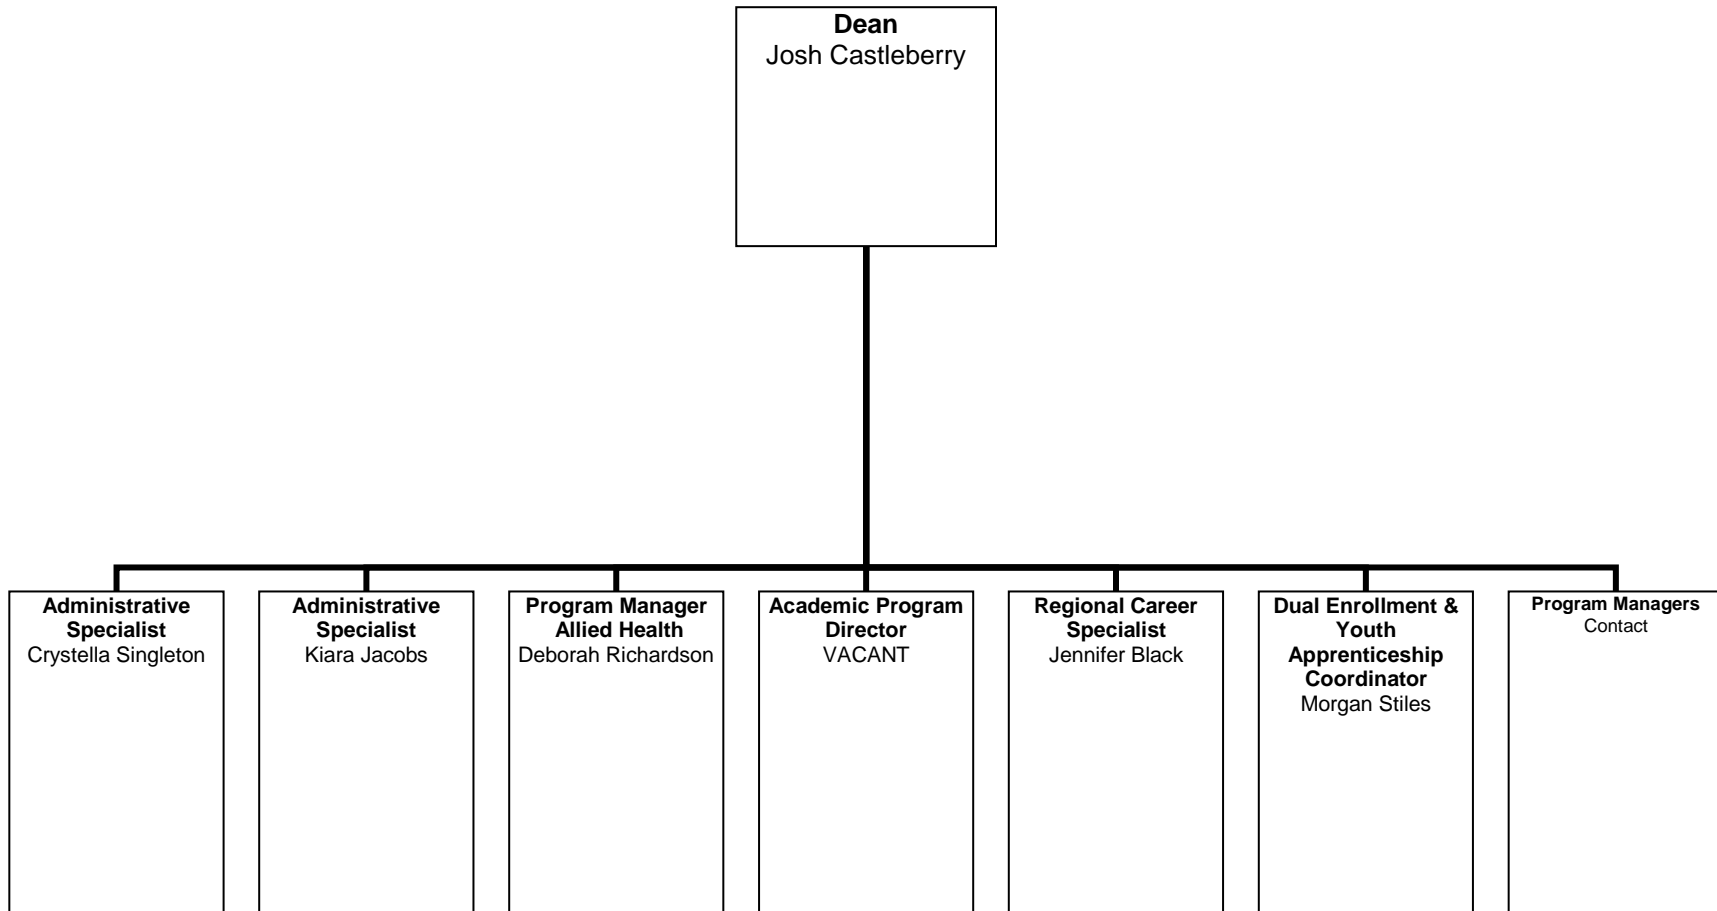 Dean
Josh Castleberry
Administrative
Specialist
Crystella Singleton
Administrative
Specialist
Kiara Jacobs
Program Manager
Allied Health
Deborah Richardson
Academic Program
Director
VACANT
Regional Career
Specialist
Jennifer Black
Dual Enrollment &
Youth
Apprenticeship
Coordinator
Morgan Stiles
Program Managers
Contact